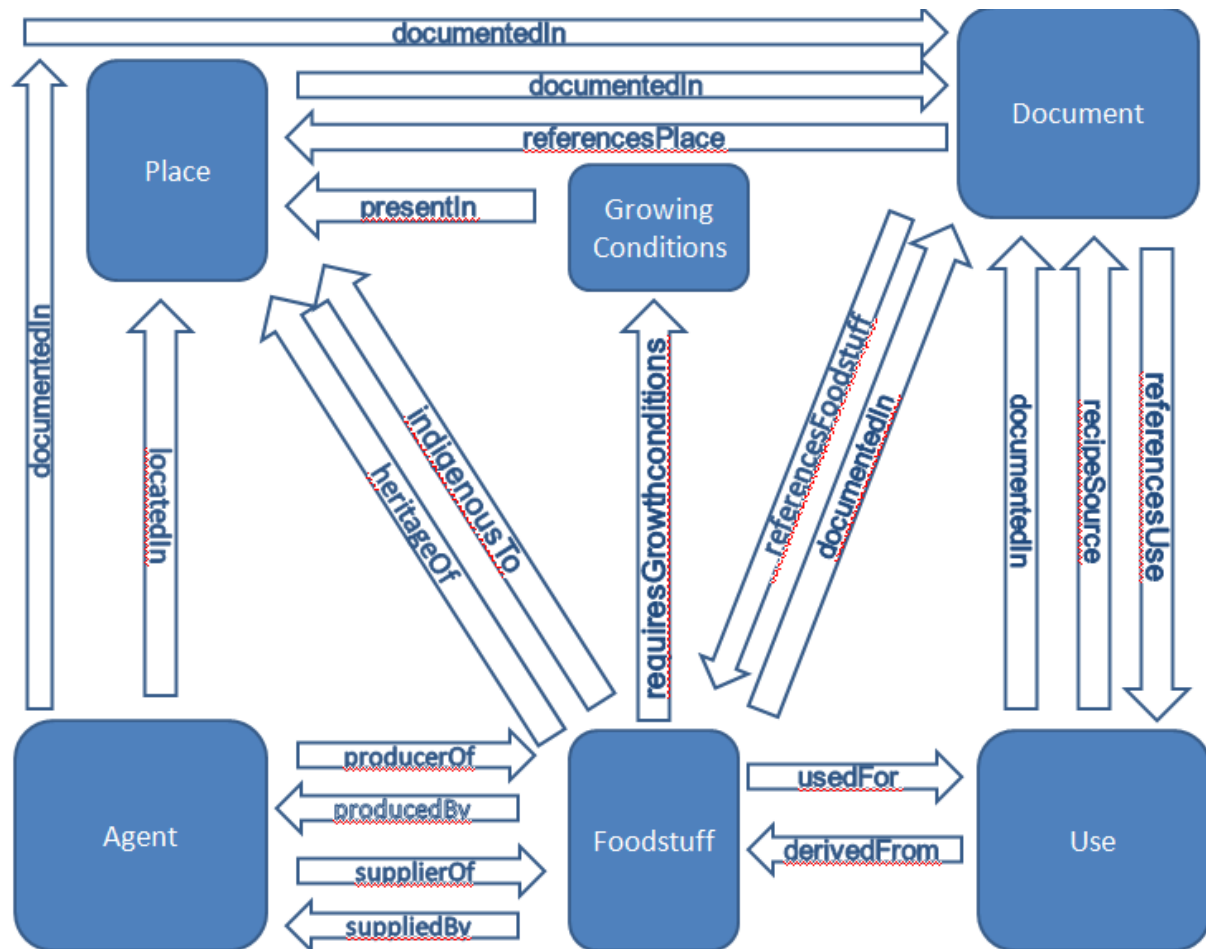 documentedIn
documentedIn
referencesPlace
Place
Document
presentIn
Growing
Conditions
documentedIn
locatedIn
indigenousTo
heritageOf
requiresGrowthconditions
referencesFoodstuff
documentedIn
documentedIn
recipeSource
referencesUse
producerOf
producedBy
supplierOf
suppliedBy
Agent
Foodstuff
usedFor
derivedFrom
Use